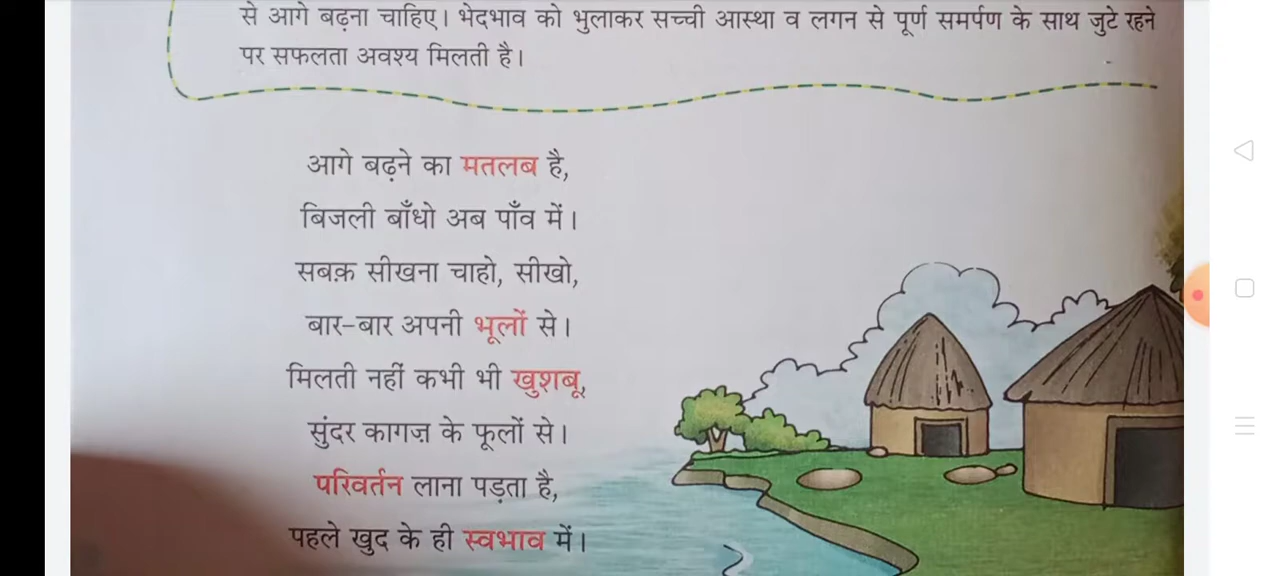 से आगे बढ़ना चाहिए। भेदभाव को भुलाकर सच्ची आस्था व लगन से पूर्ण समर्पण के साथ जुटे रहने
पर सफलता अवश्य मिलती है।
आगे बढ़ने का मतलब है,
बिजली बाँधो अब पाँव में।
सबक़ सीखना चाहो, सीखो,
बार-बार अपनी भूलों से।
मिलती नहीं कभी भी खुशबू,
सुंदर कागज़ के फूलों से।
परिवर्तन लाना पड़ता है,
पहले खुद के ही स्वभाव में।